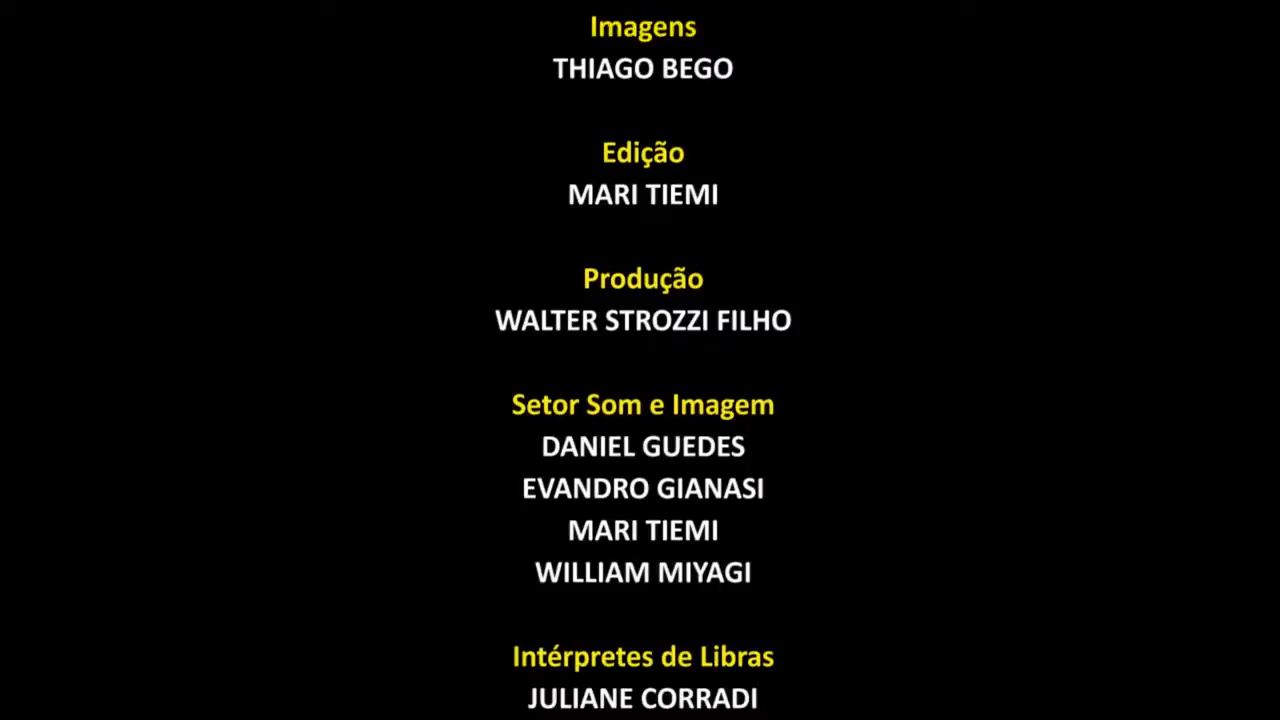 Imagens
THIAGO BEGO
Edição
MARI TIEMI
Produção
WALTER STROZZI FILHO
Setor Som e Imagem
DANIEL GUEDES
EVANDRO GIANASI
MARI TIEMI
WILLIAM MIYAGI
Intérpretes de Libras
JULIANE CORRADI